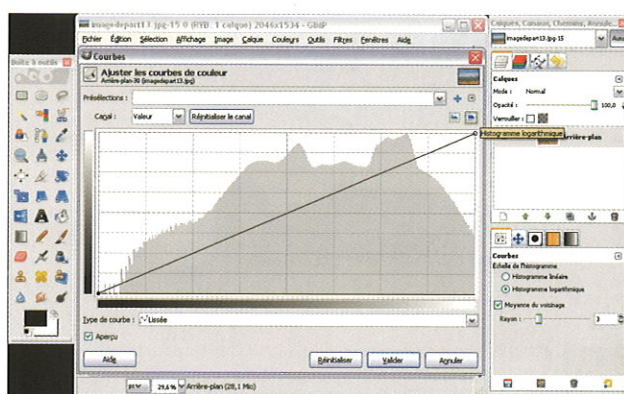 imagedepart13.jpg-15.0 (RVB, 1 calque) 2046x1534 – GIMP
Fichier Édition Sélection Affichage Image Calque Couleurs Outils Filtres Fenêtres Aide
Courbes
Ajuster les courbes de couleur
Arrière-plan-30 (imagedepart13.jpg)
Présélections :
Canal : Valeur Réinitialiser le canal
Histogramme logarithmique
Type de courbe : Lissée
Aperçu
Aide Réinitialiser Valider Annuler
29,6 % Arrière-plan (28,1 Mio)
Boîte à outils
Calques, Canaux, Chemins, Annule...
imagedepart13.jpg-15
Calques
Mode : Normal
Opacité : 100,0
Verrouiller :
Arrière-plan
Courbes
Échelle de l'histogramme
Histogramme linéaire
Histogramme logarithmique
Moyenne du voisinage
Rayon : 3